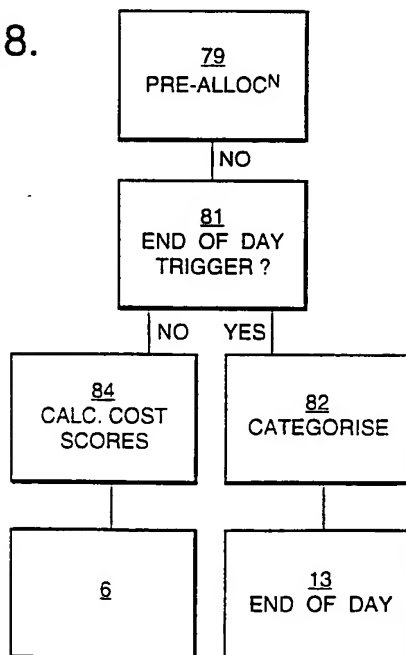 8.
79
PRE-ALLOCᴺ
NO
81
END OF DAY
TRIGGER ?
NO YES
84
CALC. COST
SCORES
82
CATEGORISE
6
13
END OF DAY